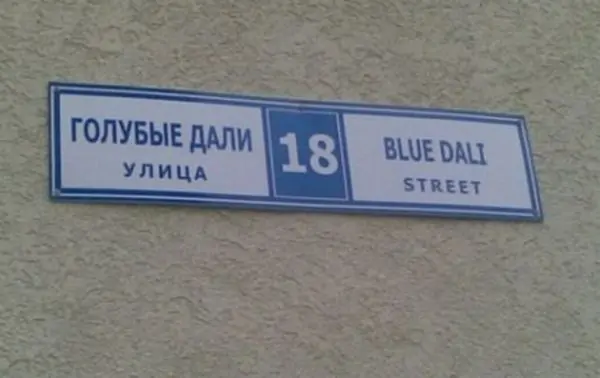 ГОЛУБЫЕ ДАЛИ
УЛИЦА
18
BLUE DALI
STREET